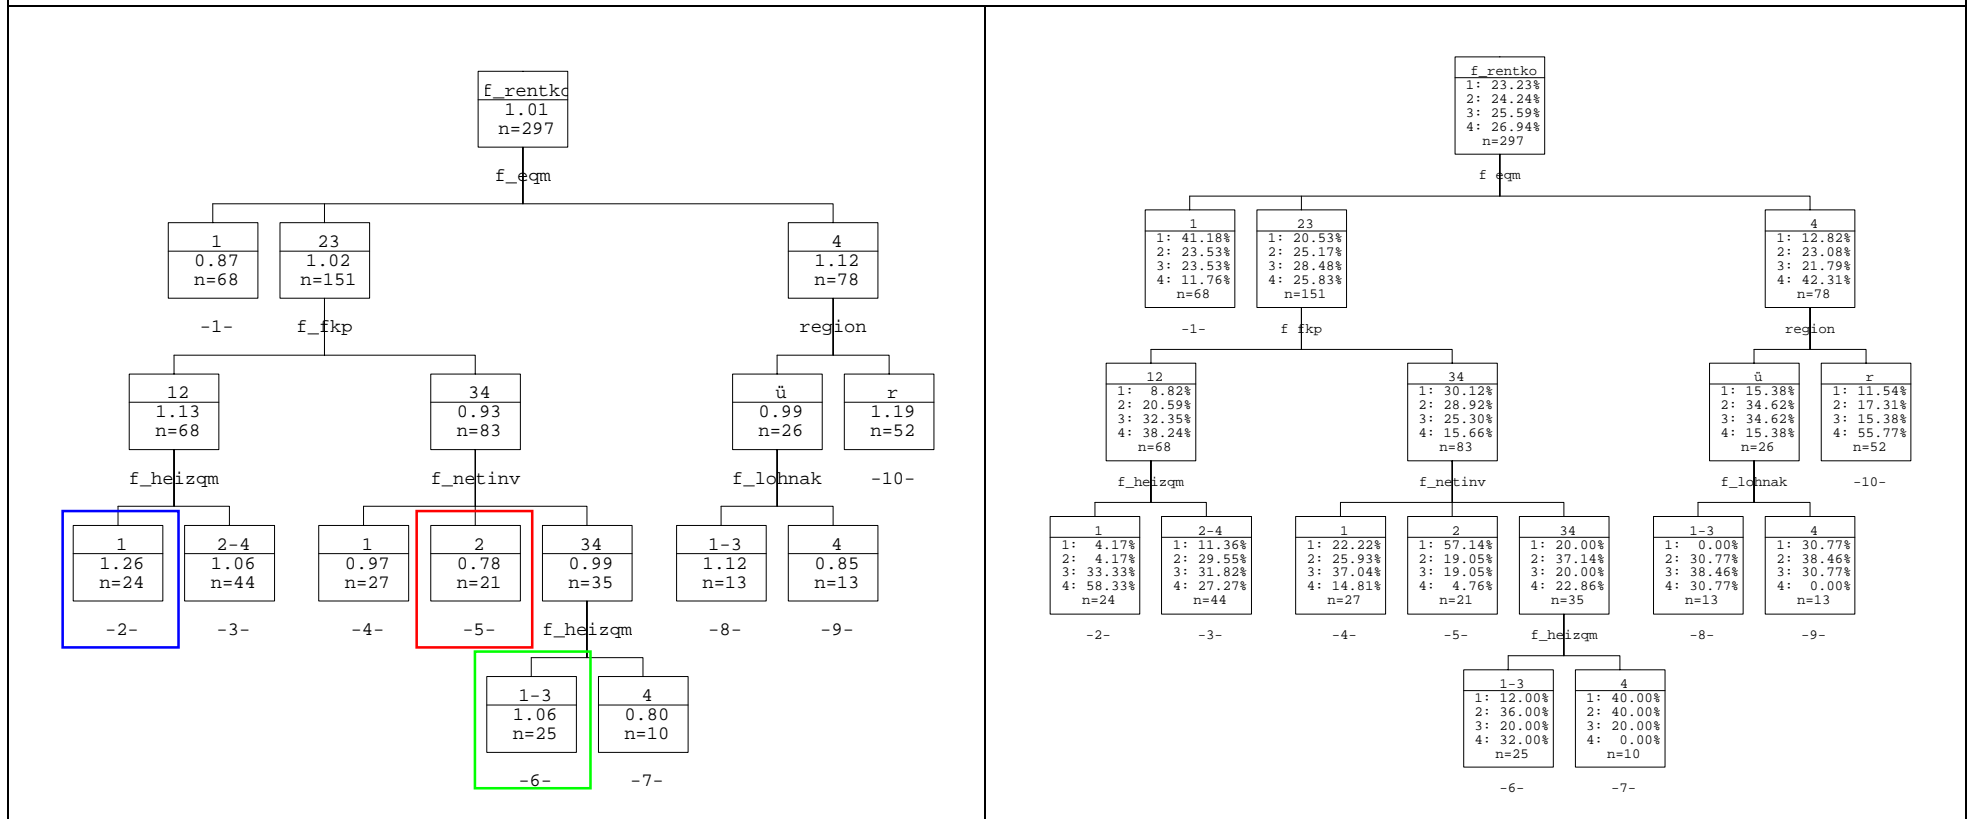 f_rentko
1.01
n=297
f_eqm
1
0.87
n=68
23
1.02
n=151
4
1.12
n=78
-1-
f_fkp
region
12
1.13
n=68
34
0.93
n=83
ü
0.99
n=26
r
1.19
n=52
f_heizqm
f_netinv
f_lohnak
-10-
1
1.26
n=24
2-4
1.06
n=44
1
0.97
n=27
2
0.78
n=21
34
0.99
n=35
1-3
1.12
n=13
4
0.85
n=13
-2-
-3-
-4-
-5-
f_heizqm
-8-
-9-
1-3
1.06
n=25
4
0.80
n=10
-6-
-7-
f_rentko
1: 23.23%
2: 24.24%
3: 25.59%
4: 26.94%
n=297
f eqm
1
1: 41.18%
2: 23.53%
3: 23.53%
4: 11.76%
n=68
23
1: 20.53%
2: 25.17%
3: 28.48%
4: 25.83%
n=151
4
1: 12.82%
2: 23.08%
3: 21.79%
4: 42.31%
n=78
-1-
f fkp
region
12
1: 8.82%
2: 20.59%
3: 32.35%
4: 38.24%
n=68
34
1: 30.12%
2: 28.92%
3: 25.30%
4: 15.66%
n=83
ü
1: 15.38%
2: 34.62%
3: 34.62%
4: 15.38%
n=26
r
1: 11.54%
2: 17.31%
3: 15.38%
4: 55.77%
n=52
f_heizqm
f_netinv
f_lohnak
-10-
1
1: 4.17%
2: 4.17%
3: 33.33%
4: 58.33%
n=24
2-4
1: 11.36%
2: 29.55%
3: 31.82%
4: 27.27%
n=44
1
1: 22.22%
2: 25.93%
3: 37.04%
4: 14.81%
n=27
2
1: 57.14%
2: 19.05%
3: 19.05%
4: 4.76%
n=21
34
1: 20.00%
2: 37.14%
3: 20.00%
4: 22.86%
n=35
1-3
1: 0.00%
2: 30.77%
3: 38.46%
4: 30.77%
n=13
4
1: 30.77%
2: 38.46%
3: 30.77%
4: 0.00%
n=13
-2-
-3-
-4-
-5-
f_heizqm
-8-
-9-
1-3
1: 12.00%
2: 36.00%
3: 20.00%
4: 32.00%
n=25
4
1: 40.00%
2: 40.00%
3: 20.00%
4: 0.00%
n=10
-6-
-7-